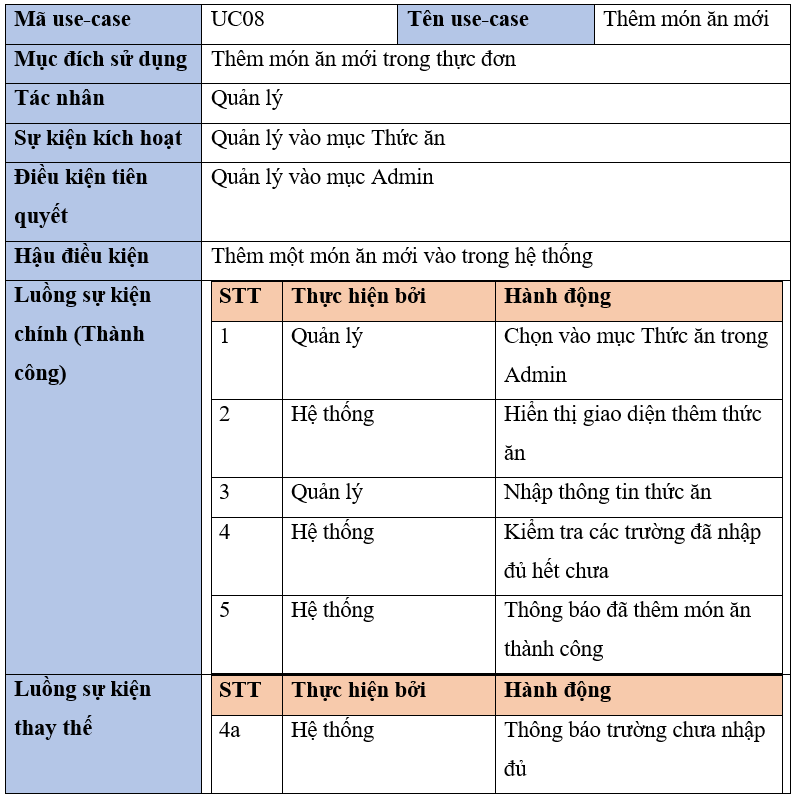 Mã use-case UC08 Tên use-case Thêm món ăn mới
Mục đích sử dụng Thêm món ăn mới trong thực đơn
Tác nhân Quản lý
Sự kiện kích hoạt Quản lý vào mục Thức ăn
Điều kiện tiên Quản lý vào mục Admin
quyết
Hậu điều kiện Thêm một món ăn mới vào trong hệ thống
Luồng sự kiện
chính (Thành
công)
STT Thực hiện bởi Hành động
1 Quản lý Chọn vào mục Thức ăn trong
Admin
2 Hệ thống Hiển thị giao diện thêm thức
ăn
3 Quản lý Nhập thông tin thức ăn
4 Hệ thống Kiểm tra các trường đã nhập
đủ hết chưa
5 Hệ thống Thông báo đã thêm món ăn
thành công
Luồng sự kiện
thay thế
STT Thực hiện bởi Hành động
4a Hệ thống Thông báo trường chưa nhập
đủ